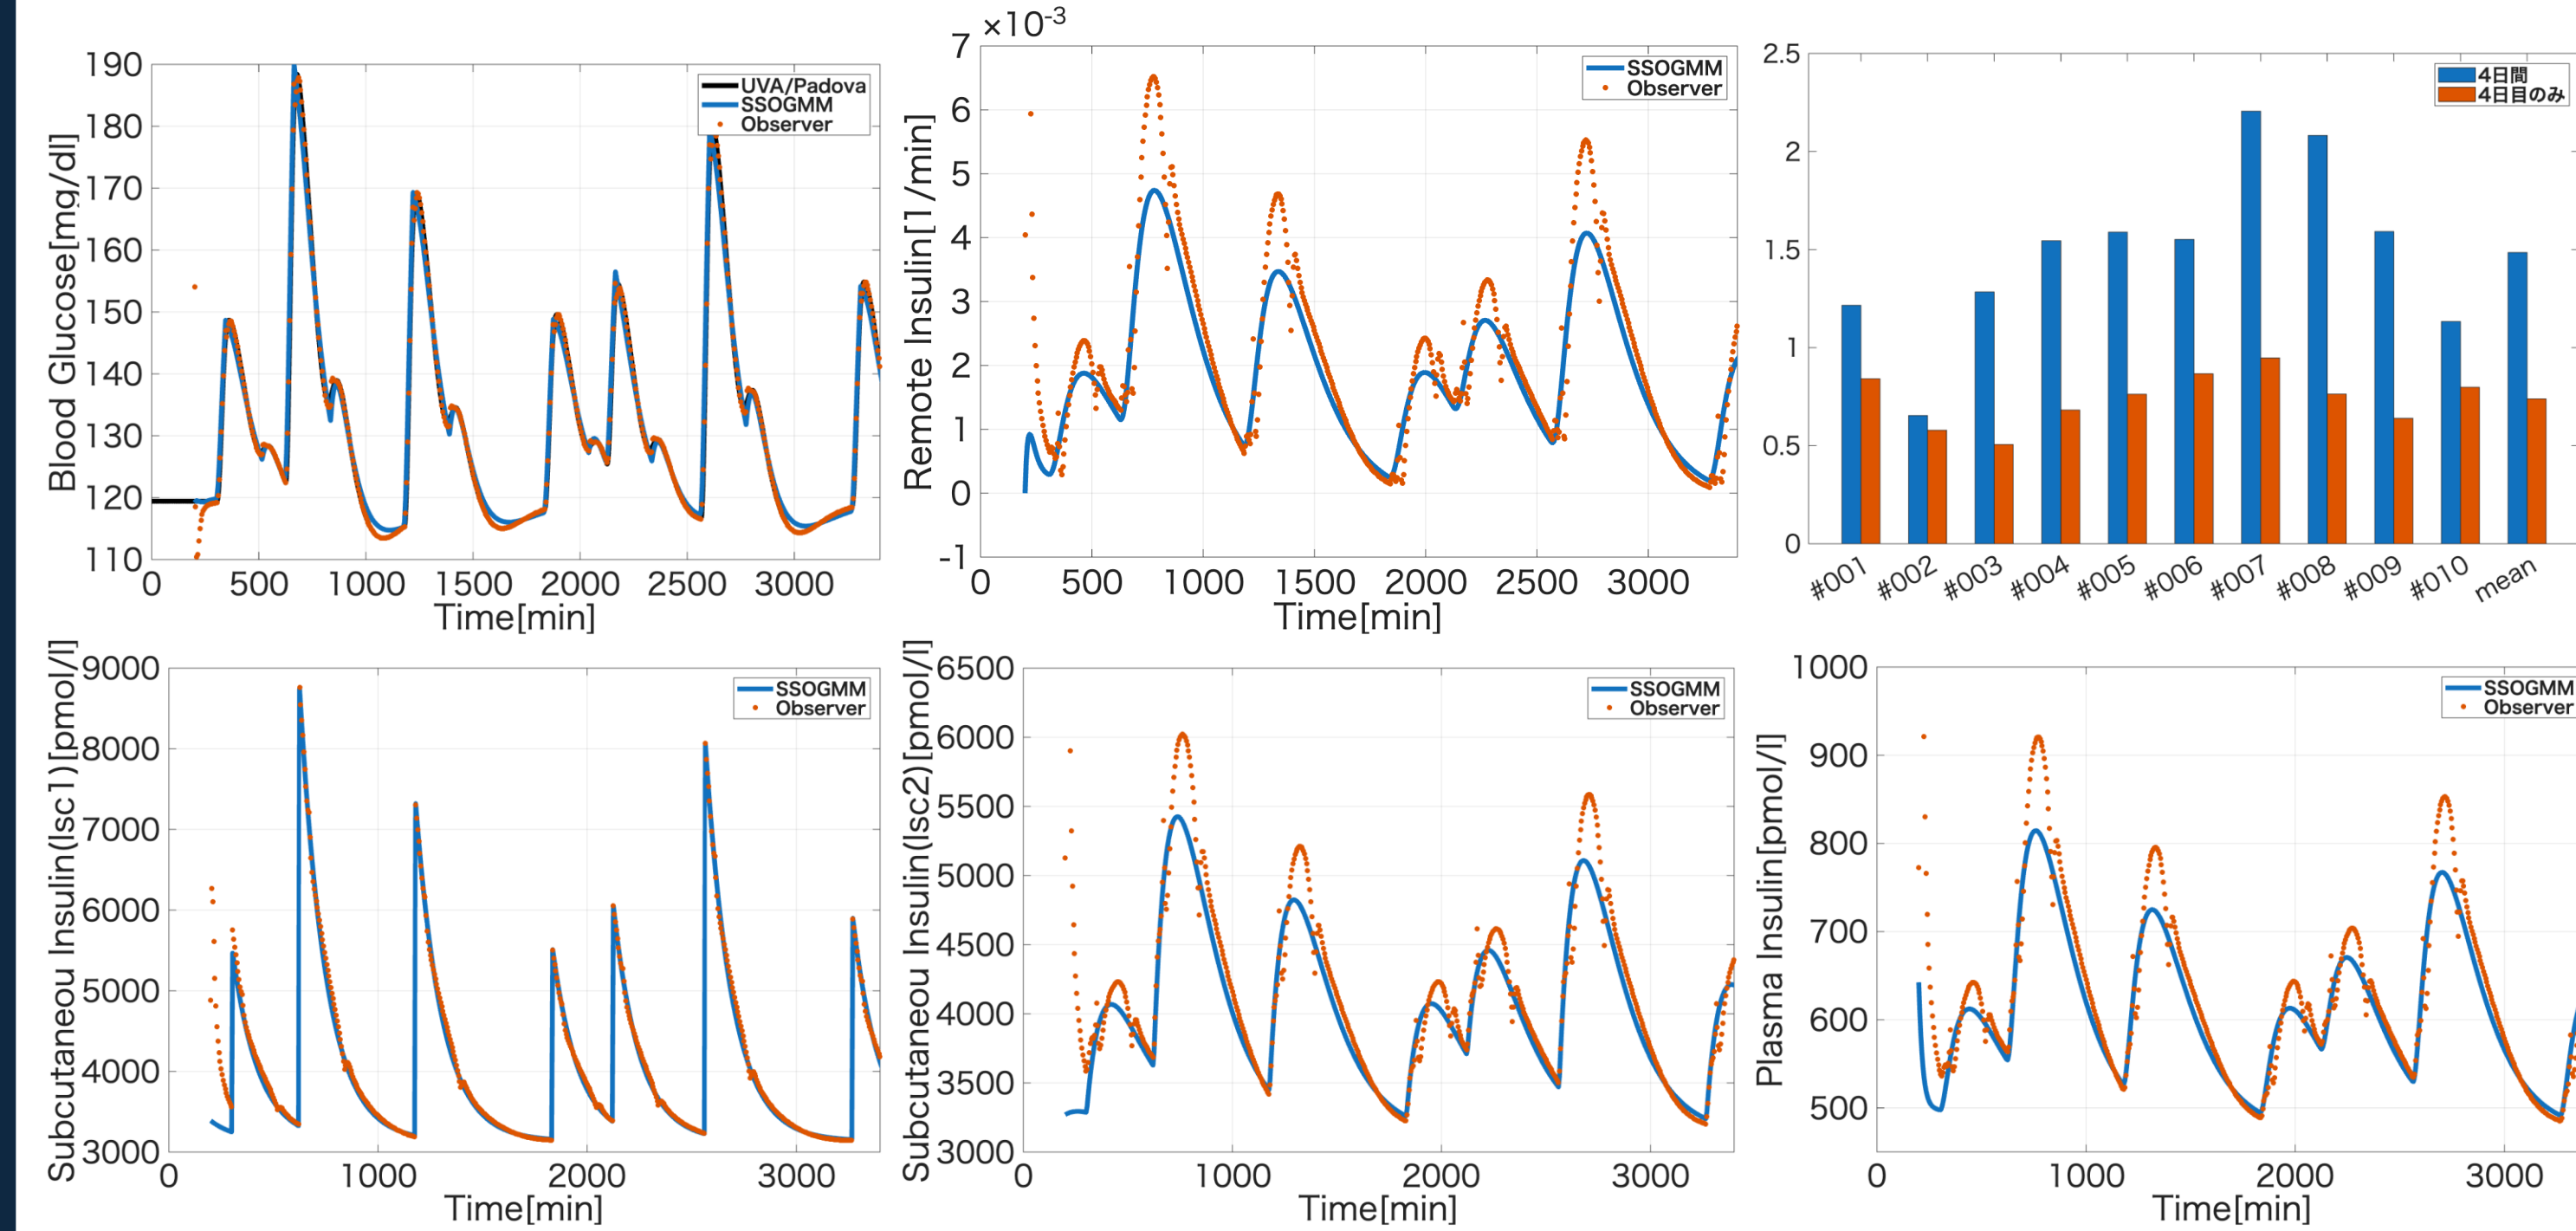 ×10-3
190
180
170
160
150
140
130
120
110
Blood Glucose[mg/dl]
UVA/Padova
SSOGMM
Observer
0 500 1000 1500 2000 2500 3000
Time[min]
7
6
5
4
3
2
1
0
-1
Remote Insulin[1/min]
SSOGMM
Observer
0 500 1000 1500 2000 2500 3000
Time[min]
2.5
2
1.5
1
0.5
0
4日間
4日目のみ
#001 #002 #003 #004 #005 #006 #007 #008 #009 #010 mean
9000
8000
7000
6000
5000
4000
3000
Subcutaneou Insulin(Isc1)[pmol/l]
SSOGMM
Observer
0 1000 2000 3000
Time[min]
6500
6000
5500
5000
4500
4000
3500
3000
Subcutaneou Insulin(Isc2)[pmol/l]
SSOGMM
Observer
0 1000 2000 3000
Time[min]
1000
900
800
700
600
500
Plasma Insulin[pmol/l]
SSOGMM
Observer
0 1000 2000 3000
Time[min]